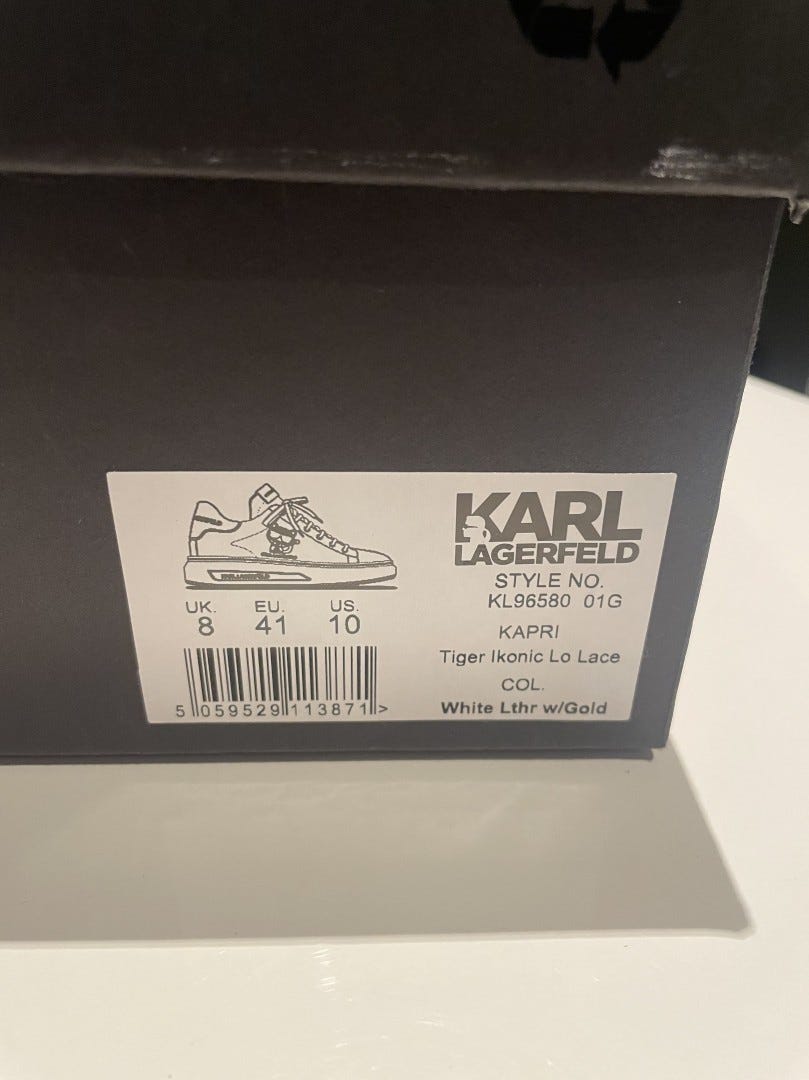 KARL
LAGERFELD
STYLE NO.
KL96580 01G
KAPRI
Tiger Ikonic Lo Lace
COL.
White Lthr w/Gold
UK. EU. US.
8 41 10
5 059529 113871 >